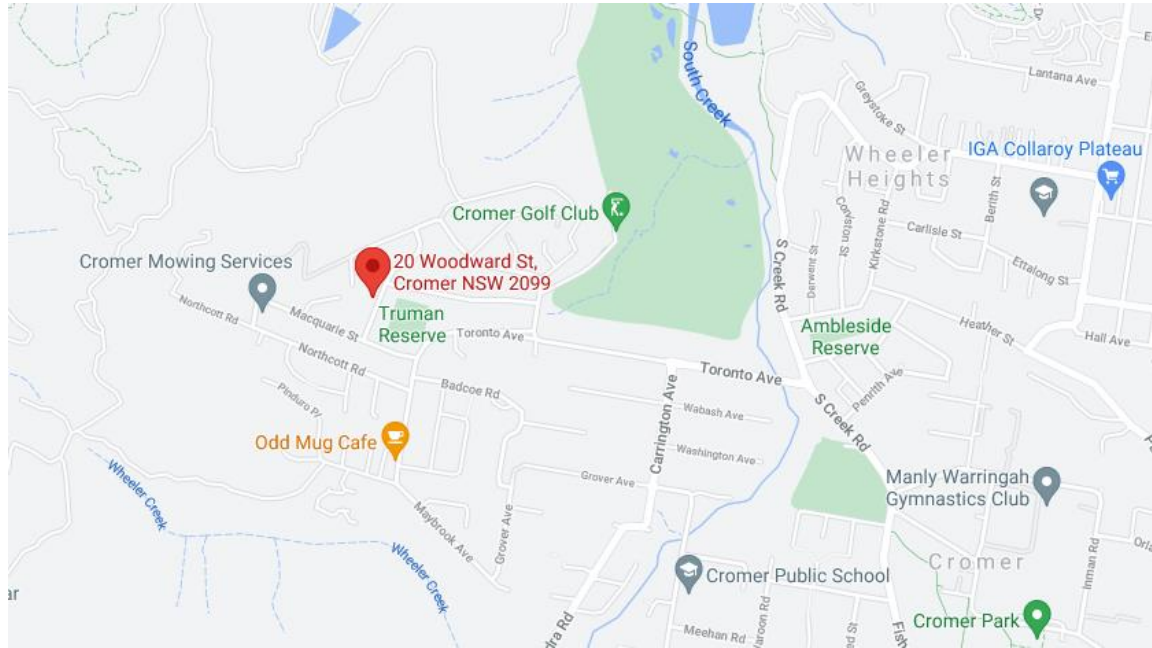 South Creek
Lantana Ave
Greystoke St
IGA Collaroy Plateau
Wheeler
Heights
Berith St
Cromer Golf Club
Kirkstone Rd
Carlisle St
Ettalong St
S Creek Rd
Derwent St
20 Woodward St,
Cromer NSW 2099
Cromer Mowing Services
Northcott Rd
Macquarie St
Truman
Reserve
Toronto Ave
Ambleside
Reserve
Heather St
Hall Ave
Northcott Rd
Toronto Ave
Penrith Ave
Badcoe Rd
Pinduro Pl
Carrington Ave
Wabash Ave
S Creek Rd
Odd Mug Cafe
Washington Ave
Wheeler Creek
Grover Ave
Manly Warringah
Gymnastics Club
Maybrook Ave
Grover Ave
Wheeler Creek
Inman Rd
Cromer
Cromer Public School
Cromer Park
Meehan Rd